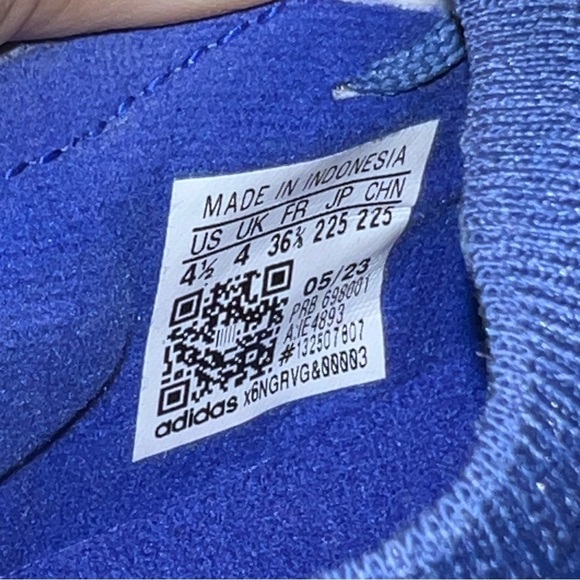 MADE IN INDONESIA
US UK FR JP CHN
4½ 4 36⅔ 225 225
05/23
PRB 698001
A.IE4893
#132507807
adidas x6NGRVG&00003